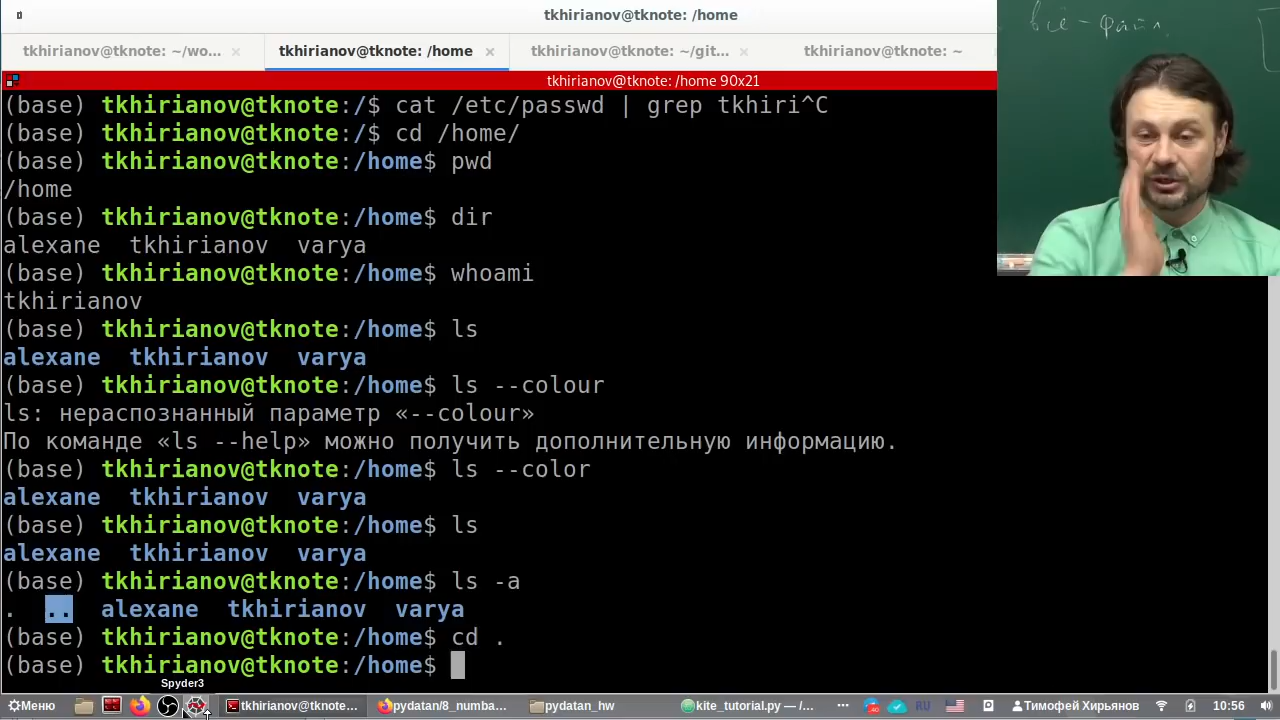 tkhirianov@tknote: /home
tkhirianov@tknote: ~/wo...
tkhirianov@tknote: /home
tkhirianov@tknote: ~/git...
tkhirianov@tknote: ~
tkhirianov@tknote: /home 90x21
(base) tkhirianov@tknote:/$ cat /etc/passwd | grep tkhiri^C
(base) tkhirianov@tknote:/$ cd /home/
(base) tkhirianov@tknote:/home$ pwd
/home
(base) tkhirianov@tknote:/home$ dir
alexane tkhirianov varya
(base) tkhirianov@tknote:/home$ whoami
tkhirianov
(base) tkhirianov@tknote:/home$ ls
alexane tkhirianov varya
(base) tkhirianov@tknote:/home$ ls --colour
ls: нераспознанный параметр «--colour»
По команде «ls --help» можно получить дополнительную информацию.
(base) tkhirianov@tknote:/home$ ls --color
alexane tkhirianov varya
(base) tkhirianov@tknote:/home$ ls
alexane tkhirianov varya
(base) tkhirianov@tknote:/home$ ls -a
. .. alexane tkhirianov varya
(base) tkhirianov@tknote:/home$ cd .
(base) tkhirianov@tknote:/home$
всё - файл
Spyder3
Меню
tkhirianov@tknote...
pydatan/8_numba...
pydatan_hw
kite_tutorial.py — /...
RU
Тимофей Хирьянов
10:56